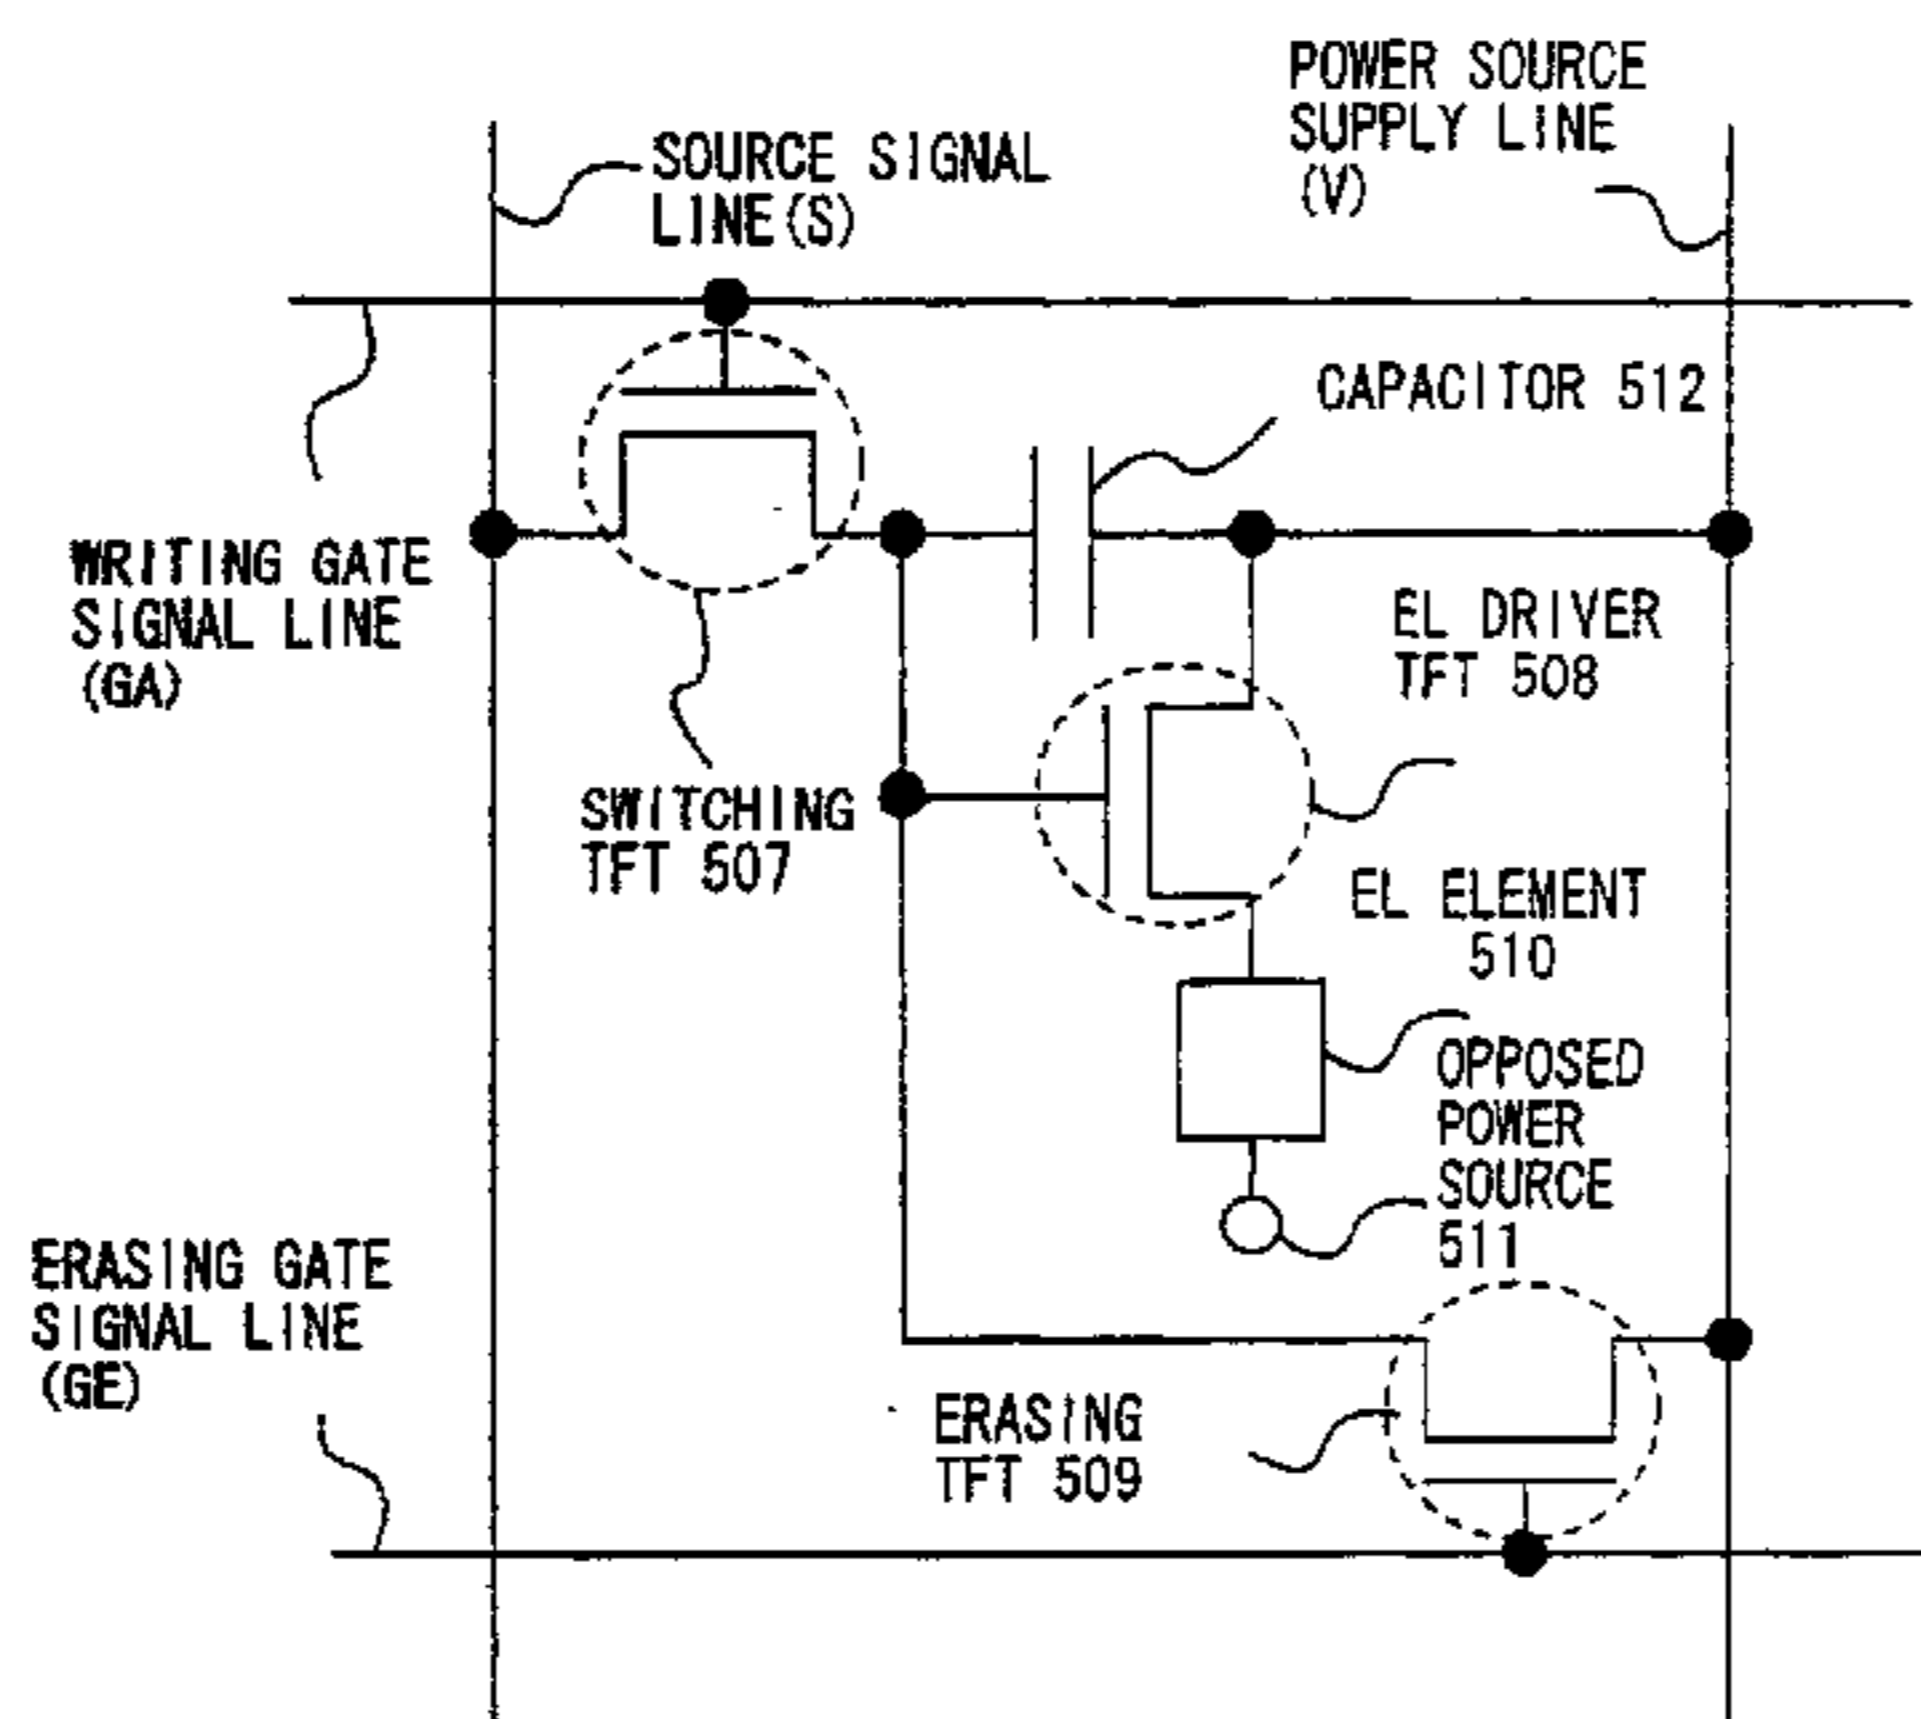 POWER SOURCE
SUPPLY LINE
(V)
SOURCE SIGNAL
LINE(S)
CAPACITOR 512
WRITING GATE
SIGNAL LINE
(GA)
EL DRIVER
TFT 508
SWITCHING
TFT 507
EL ELEMENT
510
OPPOSED
POWER
SOURCE
511
ERASING GATE
SIGNAL LINE
(GE)
ERASING
TFT 509